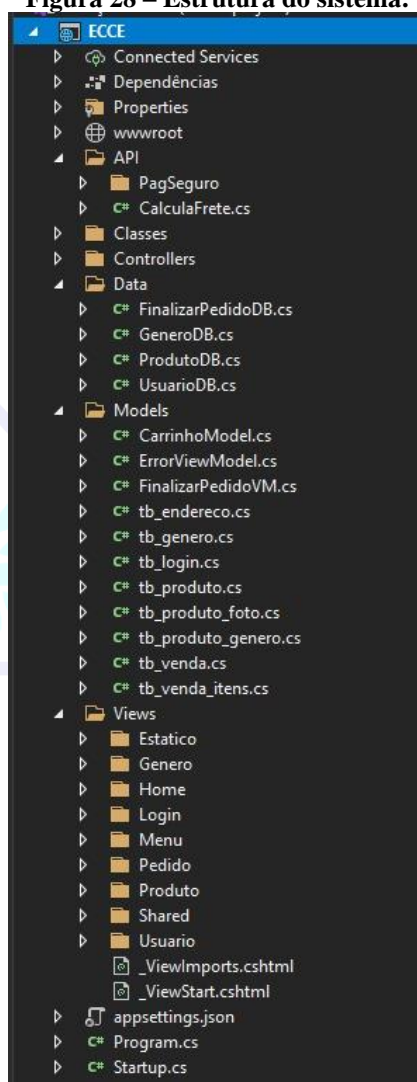 Figura 28 – Estrutura do sistema.
ECCE
Connected Services
Dependências
Properties
wwwroot
API
PagSeguro
C# CalculaFrete.cs
Classes
Controllers
Data
C# FinalizarPedidoDB.cs
C# GeneroDB.cs
C# ProdutoDB.cs
C# UsuarioDB.cs
Models
C# CarrinhoModel.cs
C# ErrorViewModel.cs
C# FinalizarPedidoVM.cs
C# tb_endereco.cs
C# tb_genero.cs
C# tb_login.cs
C# tb_produto.cs
C# tb_produto_foto.cs
C# tb_produto_genero.cs
C# tb_venda.cs
C# tb_venda_itens.cs
Views
Estatico
Genero
Home
Login
Menu
Pedido
Produto
Shared
Usuario
_ViewImports.cshtml
_ViewStart.cshtml
appsettings.json
C# Program.cs
C# Startup.cs